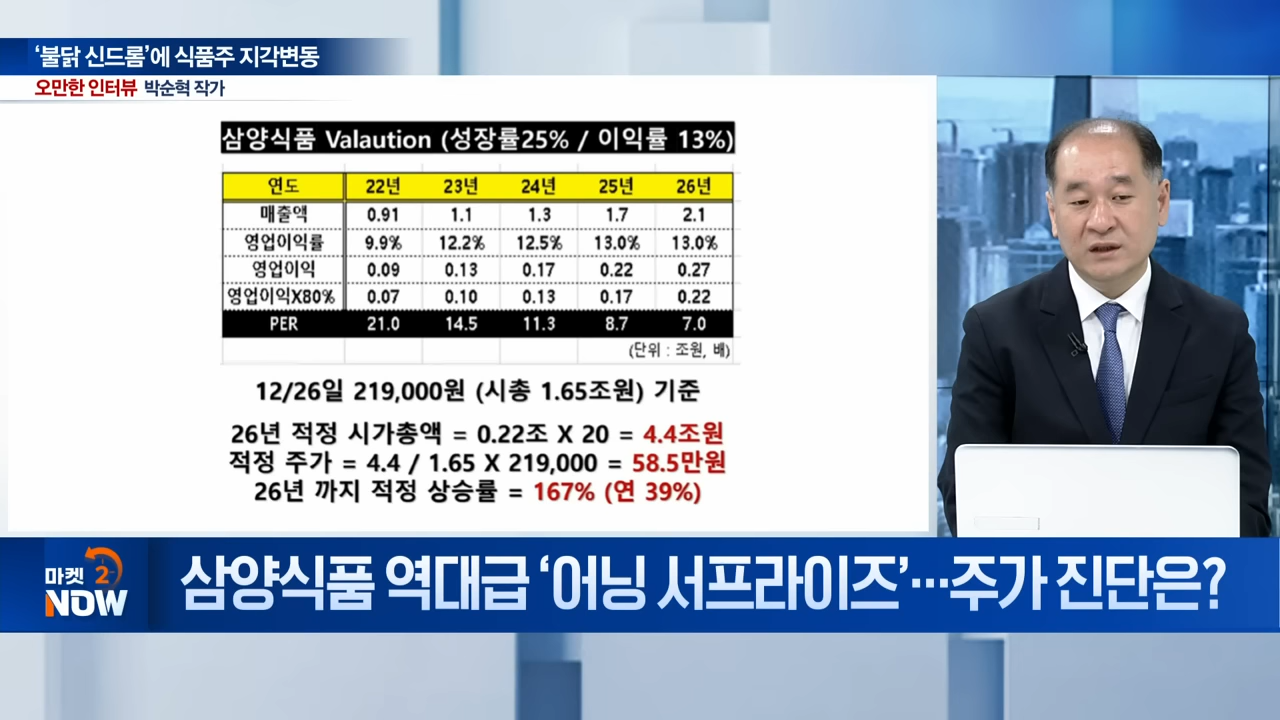 ‘불닭 신드롬’에 식품주 지각변동
오만한 인터뷰 박순혁 작가
삼양식품 Valaution (성장률25% / 이익률 13%)
연도 22년 23년 24년 25년 26년
매출액 0.91 1.1 1.3 1.7 2.1
영업이익률 9.9% 12.2% 12.5% 13.0% 13.0%
영업이익 0.09 0.13 0.17 0.22 0.27
영업이익X80% 0.07 0.10 0.13 0.17 0.22
PER 21.0 14.5 11.3 8.7 7.0
(단위 : 조원, 배)
12/26일 219,000원 (시총 1.65조원) 기준
26년 적정 시가총액 = 0.22조 X 20 = 4.4조원
적정 주가 = 4.4 / 1.65 X 219,000 = 58.5만원
26년 까지 적정 상승률 = 167% (연 39%)
마켓 2
NOW
삼양식품 역대급 ‘어닝 서프라이즈’…주가 진단은?